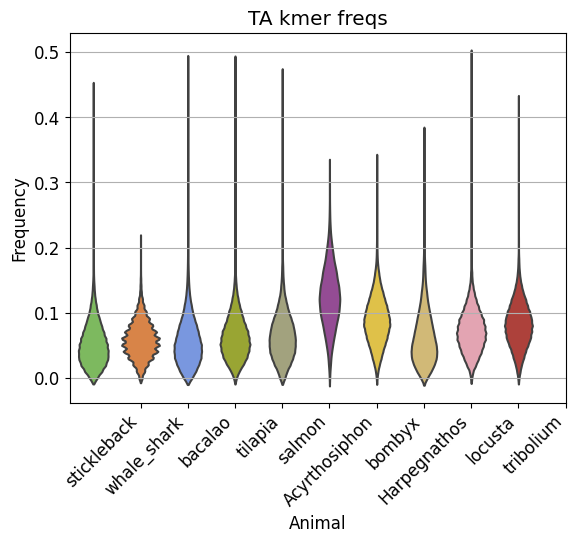 TA kmer freqs
Frequency
0.5
0.4
0.3
0.2
0.1
0.0
stickleback
whale_shark
bacalao
tilapia
salmon
Acyrthosiphon
bombyx
Harpegnathos
locusta
tribolium
Animal